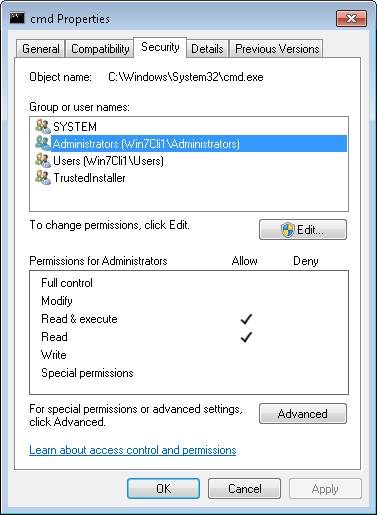 cmd Properties
General Compatibility Security Details Previous Versions
Object name: C:\Windows\System32\cmd.exe
Group or user names:
SYSTEM
Administrators (Win7Cli1\Administrators)
Users (Win7Cli1\Users)
TrustedInstaller
To change permissions, click Edit.
Edit...
Permissions for Administrators Allow Deny
Full control
Modify
Read & execute
Read
Write
Special permissions
For special permissions or advanced settings,
click Advanced.
Advanced
Learn about access control and permissions
OK Cancel Apply